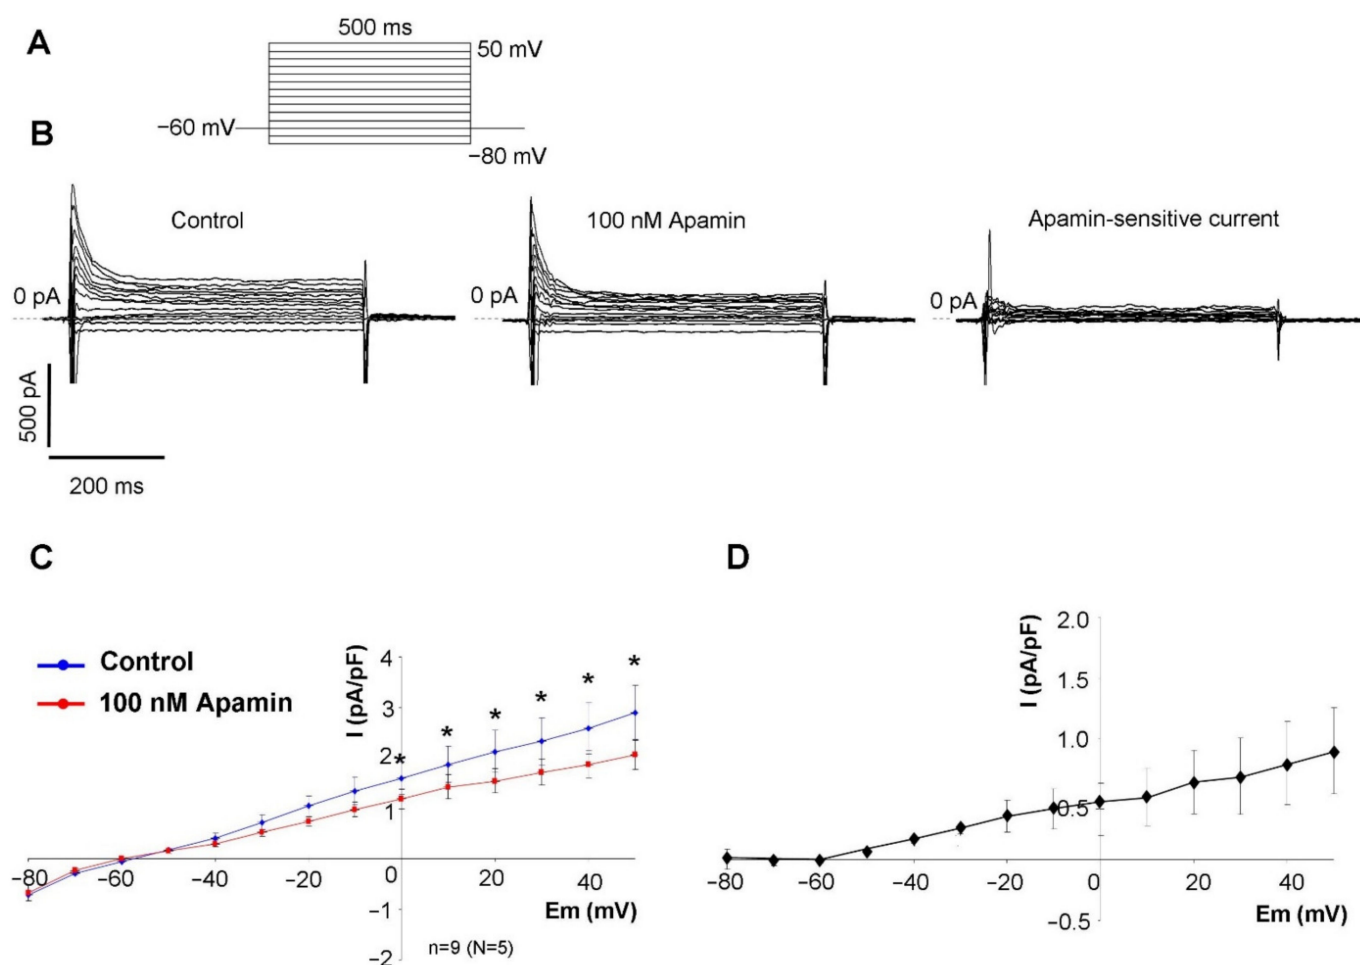 A
500 ms
50 mV
−60 mV
−80 mV
B
Control
100 nM Apamin
Apamin-sensitive current
0 pA
0 pA
0 pA
500 pA
200 ms
C
Control
100 nM Apamin
I (pA/pF)
4
3
2
1
0
−1
−2
* * * * * *
−80
−60
−40
−20
20
40
Em (mV)
n=9 (N=5)
D
I (pA/pF)
2.0
1.5
1.0
0.5
0
−0.5
−80
−60
−40
−20
20
40
Em (mV)